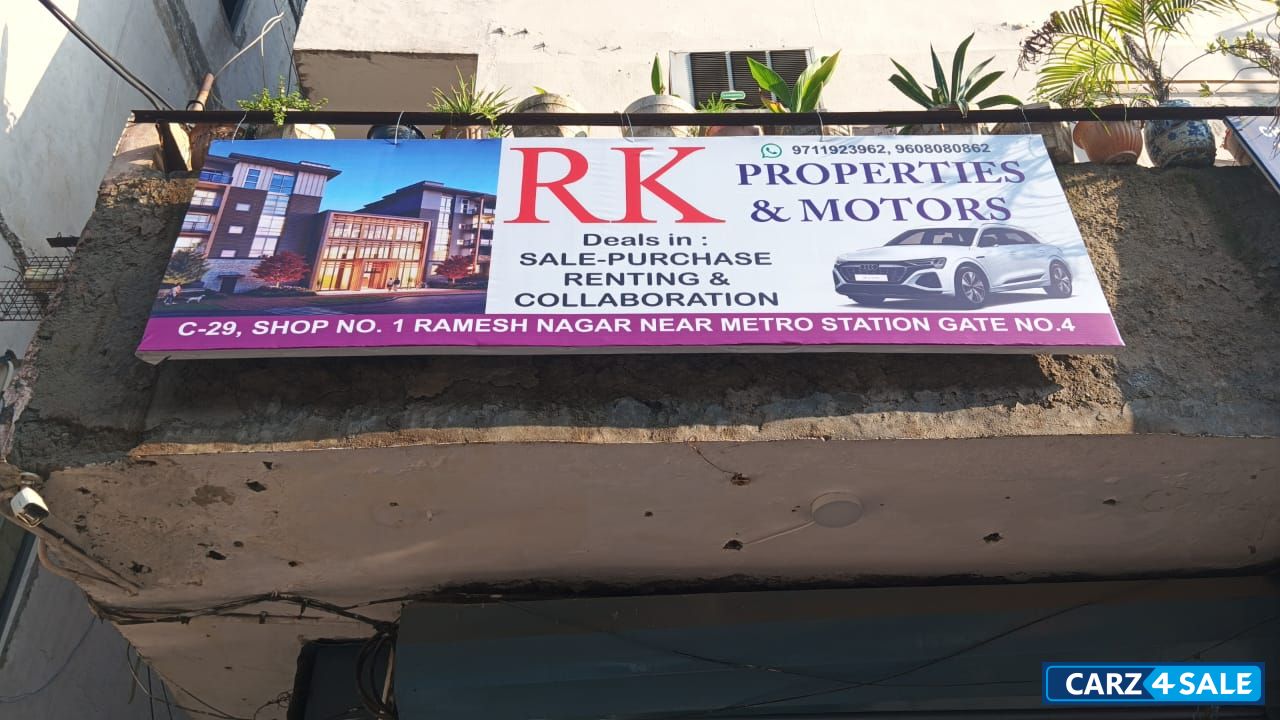 RK
9711923962, 9608080862
PROPERTIES
& MOTORS
Deals in :
SALE-PURCHASE
RENTING &
COLLABORATION
C-29, SHOP NO. 1 RAMESH NAGAR NEAR METRO STATION GATE NO.4
CARZ4SALE